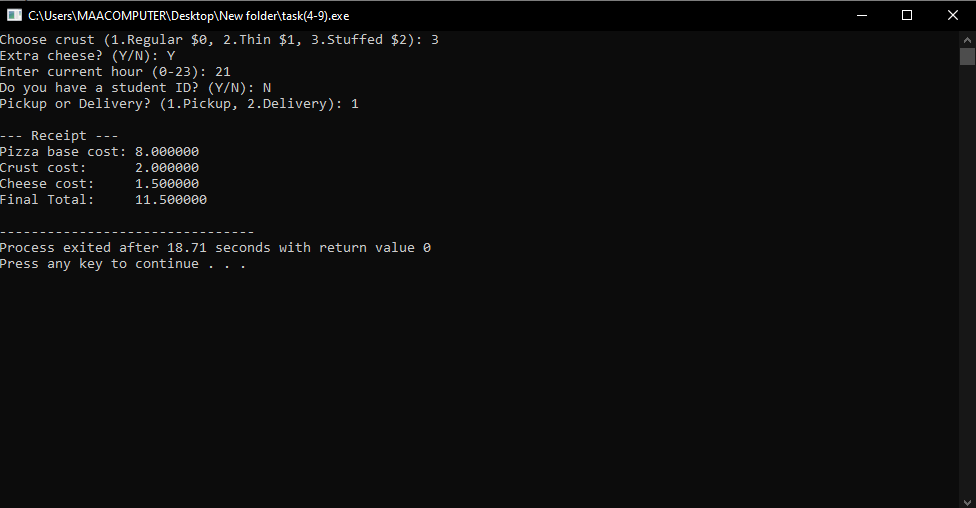 C:\Users\MAACOMPUTER\Desktop\New folder\task(4-9).exe
Choose crust (1.Regular $0, 2.Thin $1, 3.Stuffed $2): 3
Extra cheese? (Y/N): Y
Enter current hour (0-23): 21
Do you have a student ID? (Y/N): N
Pickup or Delivery? (1.Pickup, 2.Delivery): 1

--- Receipt ---
Pizza base cost: 8.000000
Crust cost:      2.000000
Cheese cost:     1.500000
Final Total:     11.500000

--------------------------------
Process exited after 18.71 seconds with return value 0
Press any key to continue . . .